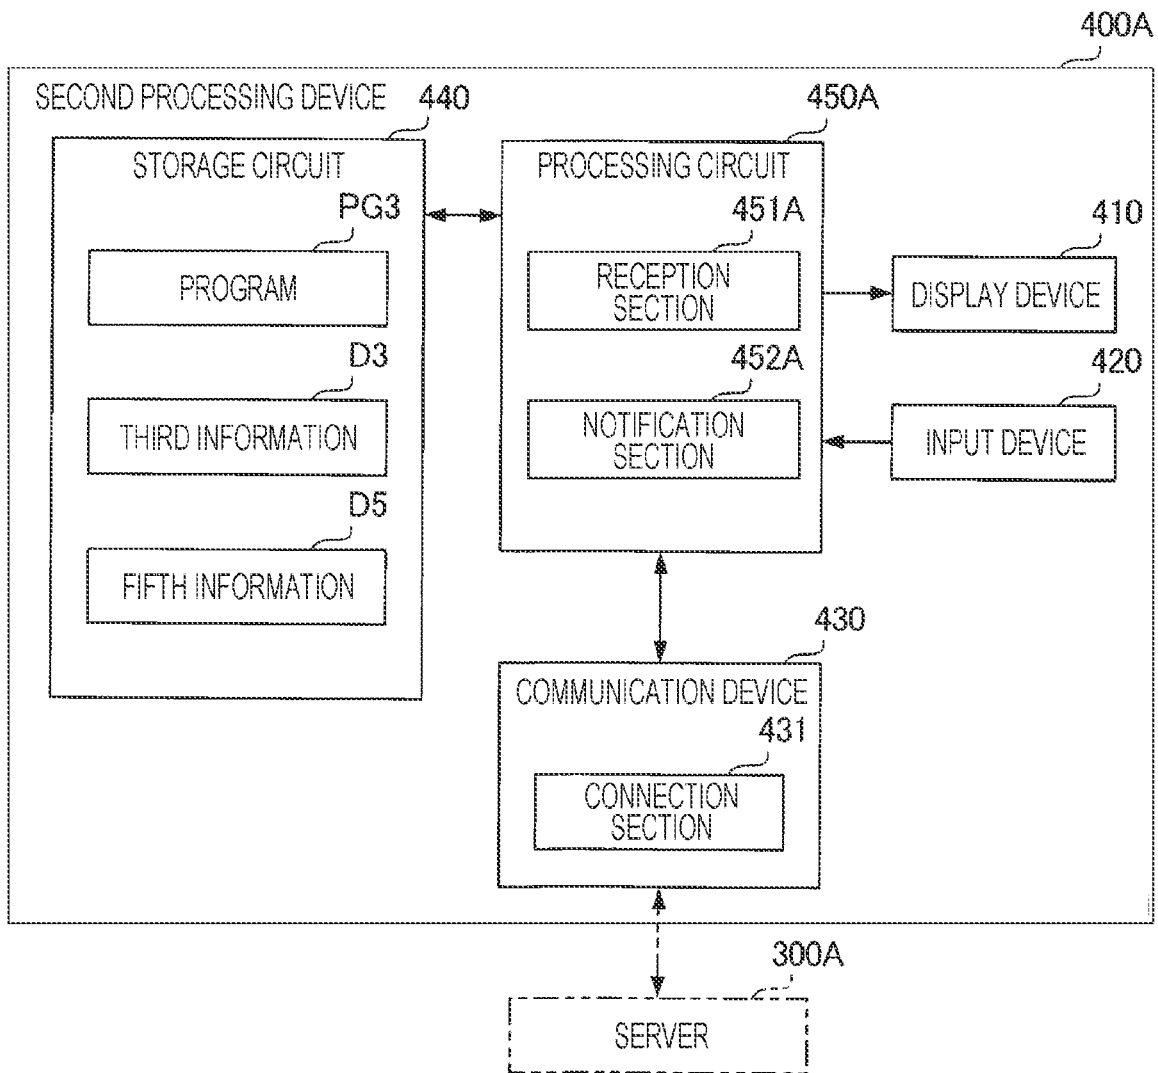 400A
SECOND PROCESSING DEVICE
440
STORAGE CIRCUIT
PG3
PROGRAM
D3
THIRD INFORMATION
D5
FIFTH INFORMATION
450A
PROCESSING CIRCUIT
451A
RECEPTION
SECTION
452A
NOTIFICATION
SECTION
410
DISPLAY DEVICE
420
INPUT DEVICE
430
COMMUNICATION DEVICE
431
CONNECTION
SECTION
300A
SERVER